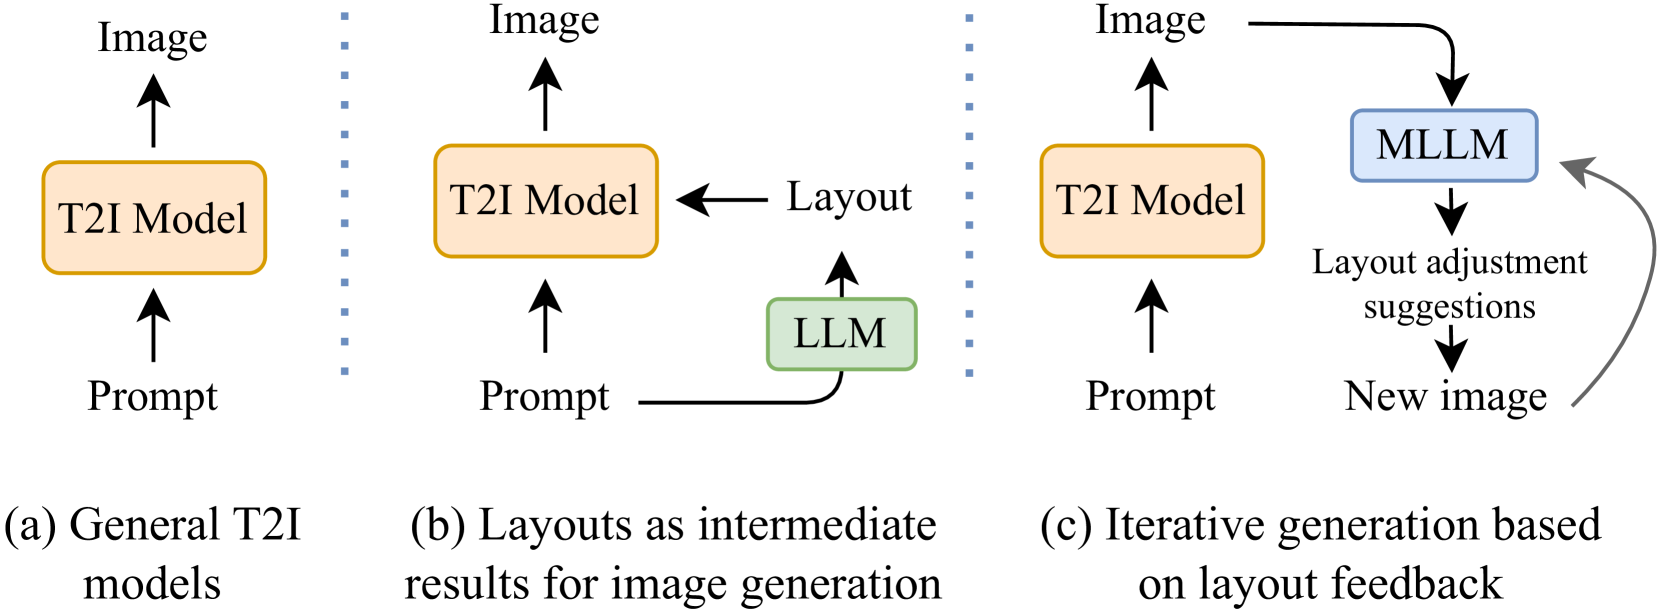 Image
T2I Model
Prompt
(a) General T2I
models
Image
T2I Model
Layout
LLM
Prompt
(b) Layouts as intermediate
results for image generation
Image
MLLM
T2I Model
Layout adjustment
suggestions
Prompt
New image
(c) Iterative generation based
on layout feedback